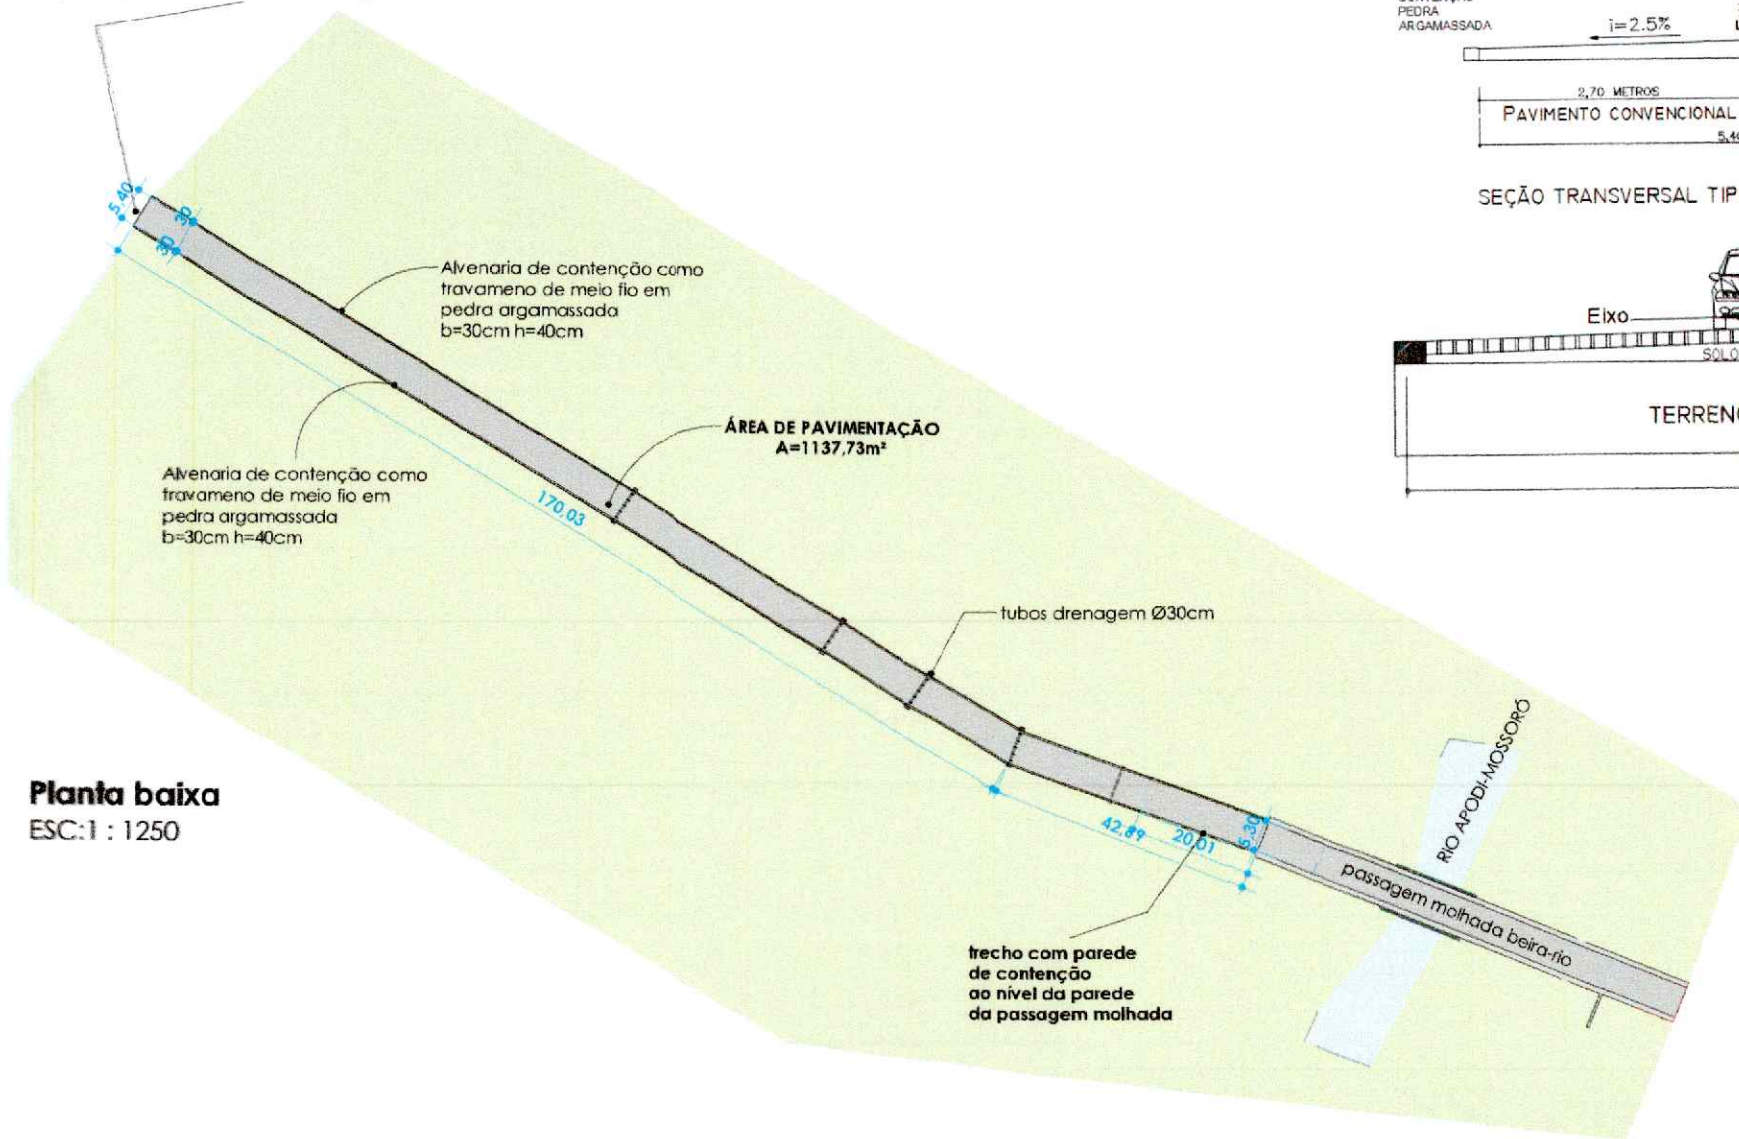 PEDRA
ARGAMASSADA
i=2.5%
2,70 METROS
PAVIMENTO CONVENCIONAL
SEÇÃO TRANSVERSAL TIP
Eixo
TERREN
5,40
30
30
Alvenaria de contenção como
travameno de meio fio em
pedra argamassada
b=30cm h=40cm
ÁREA DE PAVIMENTAÇÃO
A=1137,73m²
Alvenaria de contenção como
travameno de meio fio em
pedra argamassada
b=30cm h=40cm
170,03
tubos drenagem Ø30cm
RIO APODI-MOSSORÓ
Planta baixa
ESC:1 : 1250
42,89
20,01
5,30
passagem molhada beira-rio
trecho com parede
de contenção
ao nível da parede
da passagem molhada